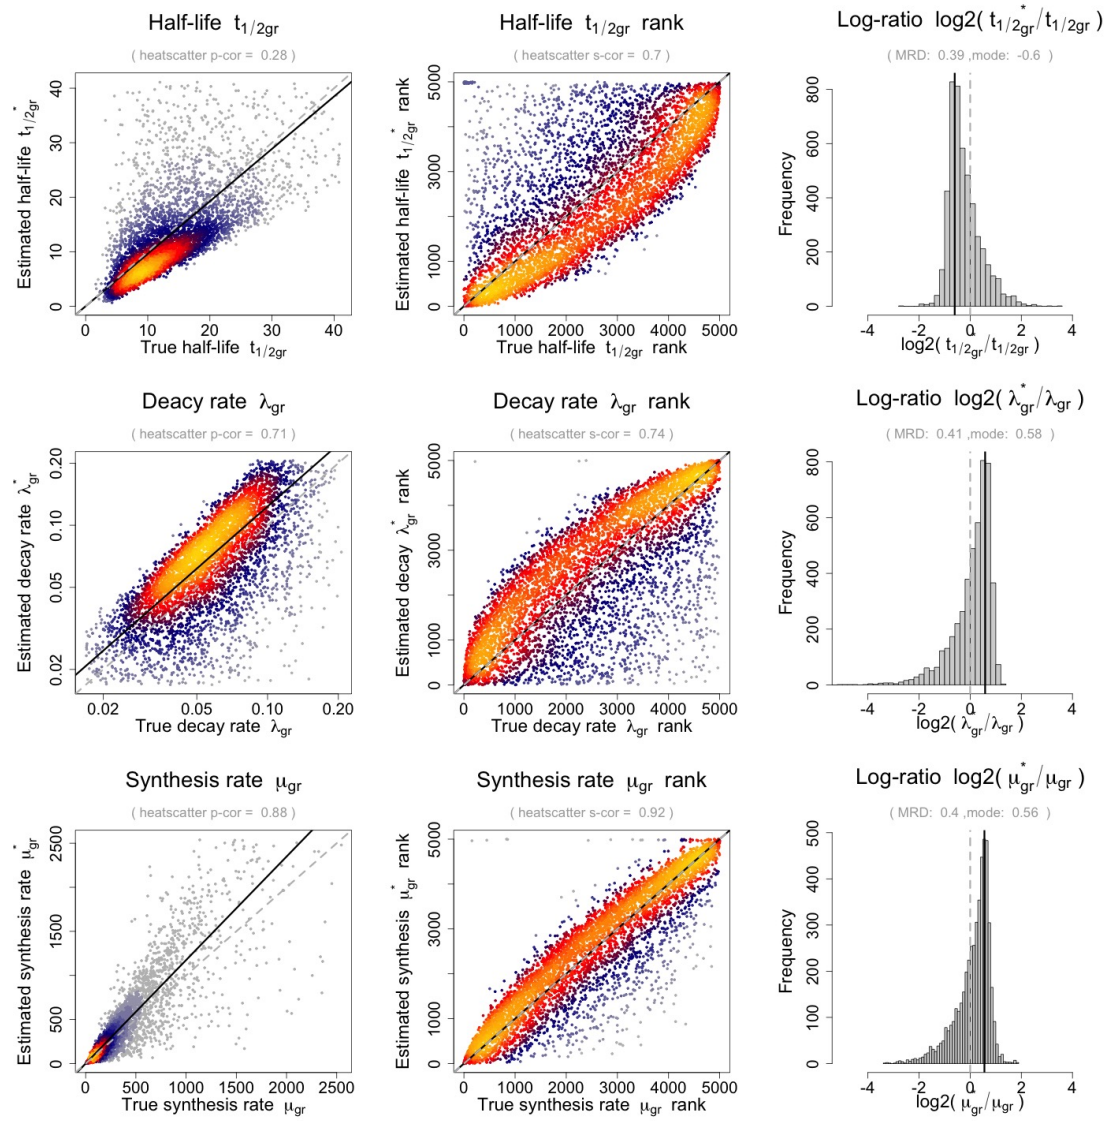 Half-life t1/2gr
( heatscatter p-cor = 0.28 )
Estimated half-life t*1/2gr
40
30
20
10
0
0 10 20 30 40
True half-life t1/2gr
Half-life t1/2gr rank
( heatscatter s-cor = 0.7 )
Estimated half-life t*1/2gr rank
5000
3000
1000
0
0 1000 2000 3000 4000 5000
True half-life t1/2gr rank
Log-ratio log2( t*1/2gr/t1/2gr )
( MRD: 0.39 ,mode: -0.6 )
Frequency
800
600
400
200
0
-4 -2 0 2 4
log2( t1/2gr/t1/2gr )
Deacy rate λgr
( heatscatter p-cor = 0.71 )
Estimated decay rate λ*gr
0.20
0.10
0.05
0.02
0.02 0.05 0.10 0.20
True decay rate λgr
Decay rate λgr rank
( heatscatter s-cor = 0.74 )
Estimated decay λ*gr rank
5000
3000
1000
0
0 1000 2000 3000 4000 5000
True decay rate λgr rank
Log-ratio log2( λ*gr/λgr )
( MRD: 0.41 ,mode: 0.58 )
Frequency
800
600
400
200
0
-4 -2 0 2 4
log2( λgr/λgr )
Synthesis rate μgr
( heatscatter p-cor = 0.88 )
Estimated synthesis rate μ*gr
2500
1500
500
0
0 500 1000 1500 2000 2500
True synthesis rate μgr
Synthesis rate μgr rank
( heatscatter s-cor = 0.92 )
Estimated synthesis μ*gr rank
5000
3000
1000
0
0 1000 2000 3000 4000 5000
True synthesis rate μgr rank
Log-ratio log2( μ*gr/μgr )
( MRD: 0.4 ,mode: 0.56 )
Frequency
500
400
300
200
100
0
-4 -2 0 2 4
log2( μgr/μgr )